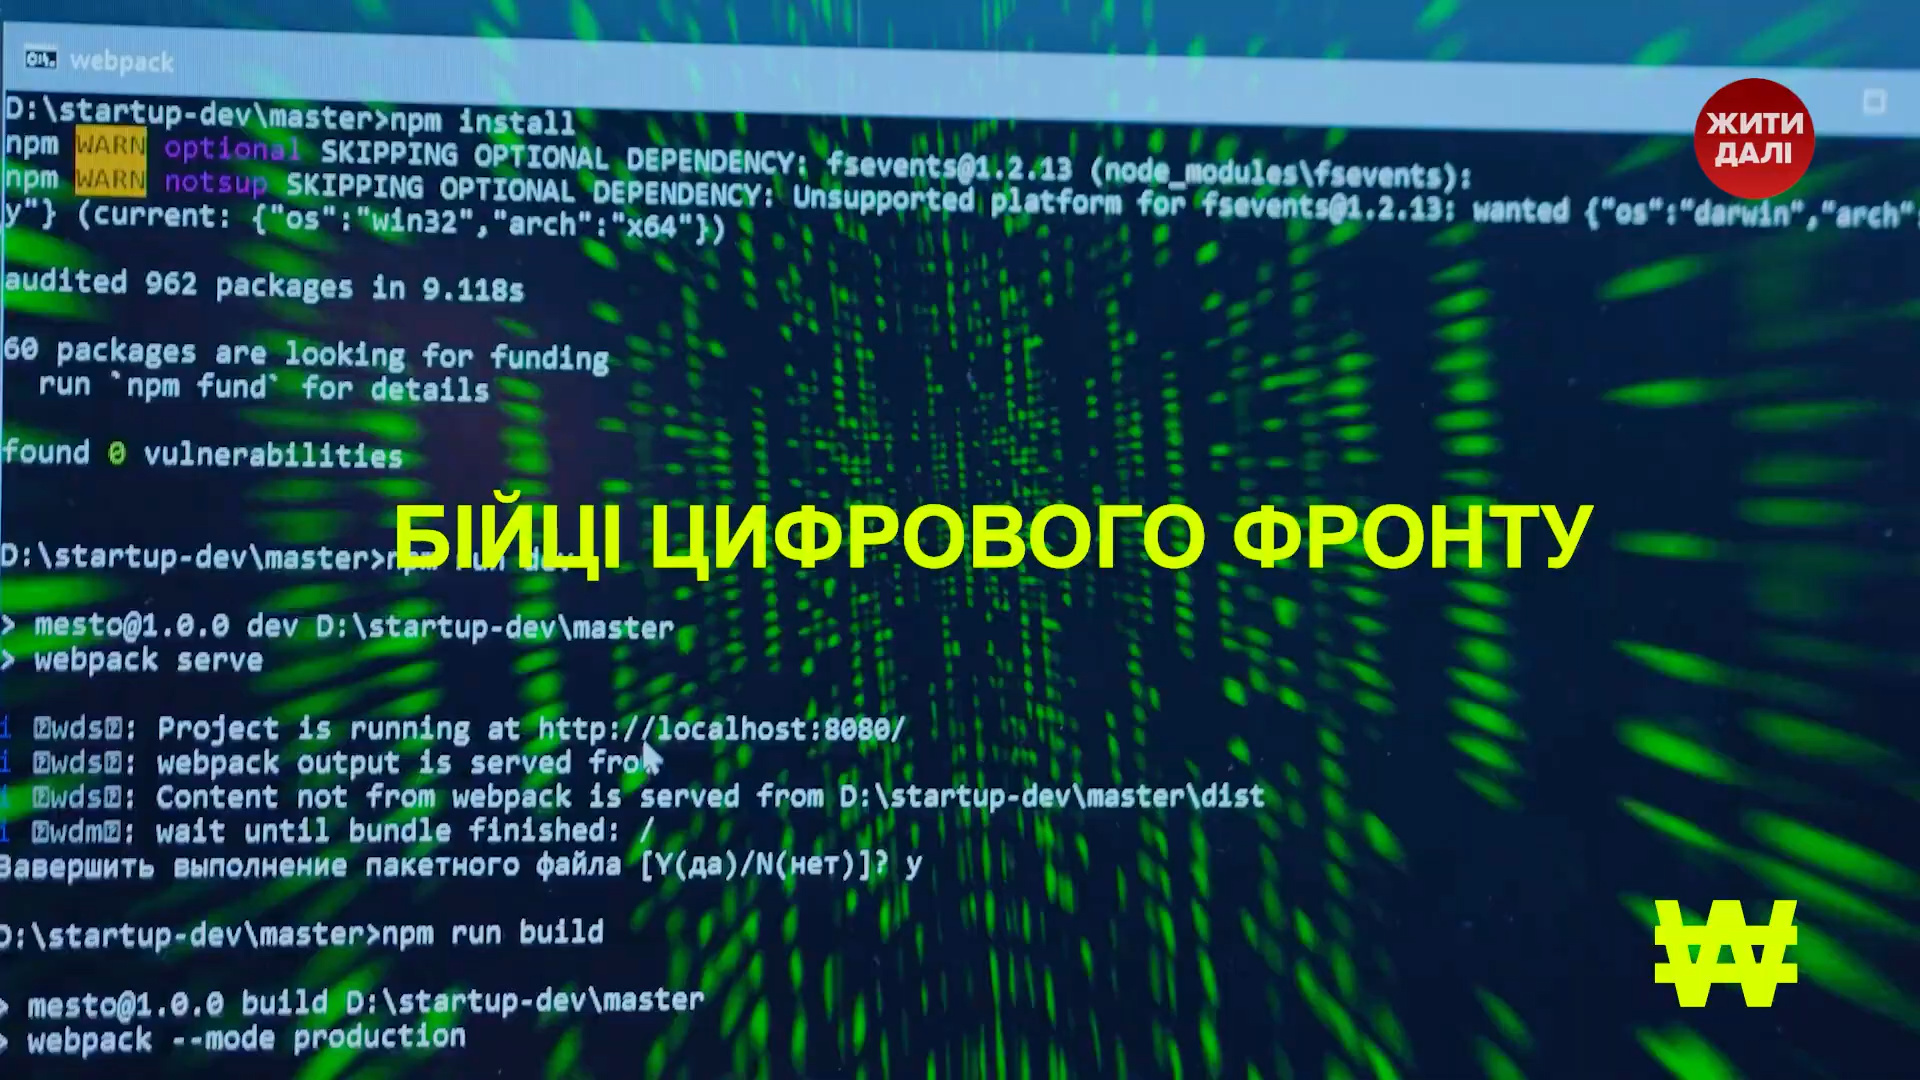 webpack
ЖИТИ
ДАЛІ
D:\startup-dev\master>npm install
npm WARN optional SKIPPING OPTIONAL DEPENDENCY: fsevents@1.2.13 (node_modules\fsevents):
npm WARN notsup SKIPPING OPTIONAL DEPENDENCY: Unsupported platform for fsevents@1.2.13: wanted {"os":"darwin","arch":
y"} (current: {"os":"win32","arch":"x64"})
audited 962 packages in 9.118s
60 packages are looking for funding
run `npm fund` for details
found 0 vulnerabilities
БІЙЦІ ЦИФРОВОГО ФРОНТУ
D:\startup-dev\master>npm run dev
> mesto@1.0.0 dev D:\startup-dev\master
> webpack serve
i ⍰wds⍰: Project is running at http://localhost:8080/
i ⍰wds⍰: webpack output is served from
i ⍰wds⍰: Content not from webpack is served from D:\startup-dev\master\dist
i ⍰wdm⍰: wait until bundle finished: /
Завершить выполнение пакетного файла [Y(да)/N(нет)]? y
D:\startup-dev\master>npm run build
> mesto@1.0.0 build D:\startup-dev\master
> webpack --mode production
W